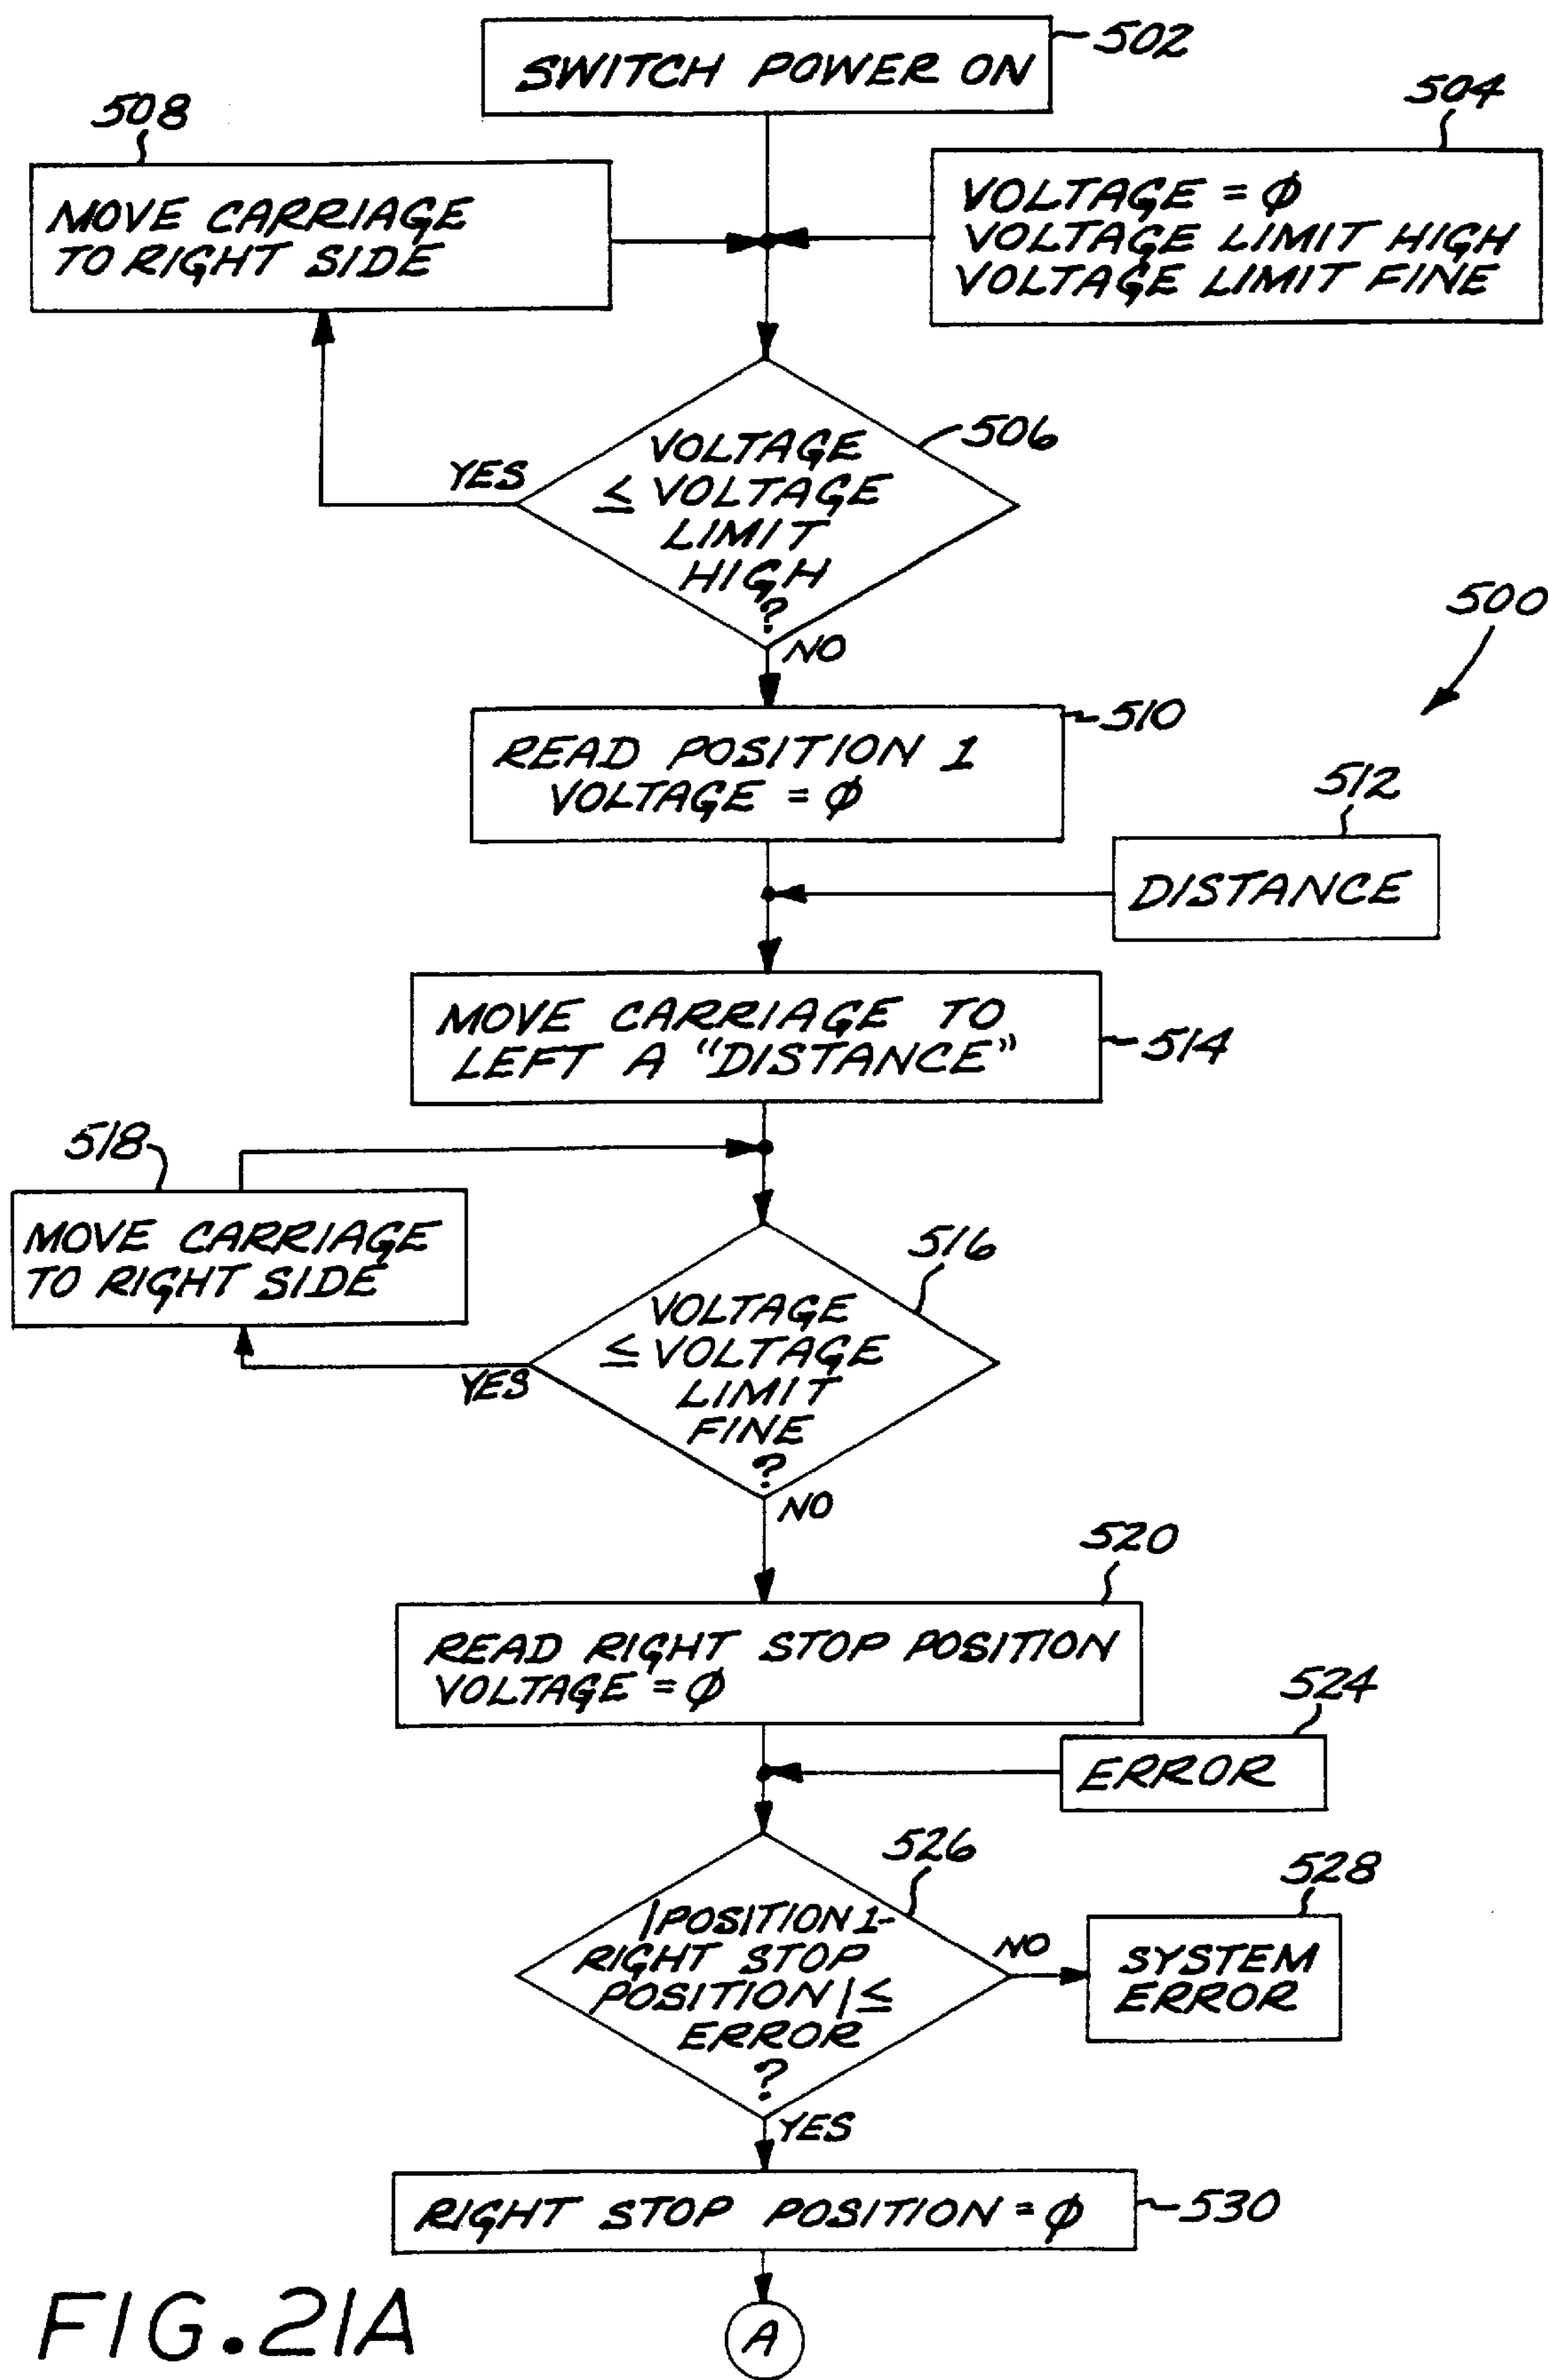 502
SWITCH POWER ON
504
508
MOVE CARRIAGE
TO RIGHT SIDE
VOLTAGE = φ
VOLTAGE LIMIT HIGH
VOLTAGE LIMIT FINE
506
VOLTAGE
≤ VOLTAGE
LIMIT
HIGH
?
YES
NO
500
510
READ POSITION 1
VOLTAGE = φ
512
DISTANCE
MOVE CARRIAGE TO
LEFT A "DISTANCE"
514
518
MOVE CARRIAGE
TO RIGHT SIDE
516
VOLTAGE
≤ VOLTAGE
LIMIT
FINE
?
YES
NO
520
READ RIGHT STOP POSITION
VOLTAGE = φ
524
ERROR
526
|POSITION 1-
RIGHT STOP
POSITION| ≤
ERROR
?
NO
528
SYSTEM
ERROR
YES
RIGHT STOP POSITION = φ
530
A
FIG. 21A